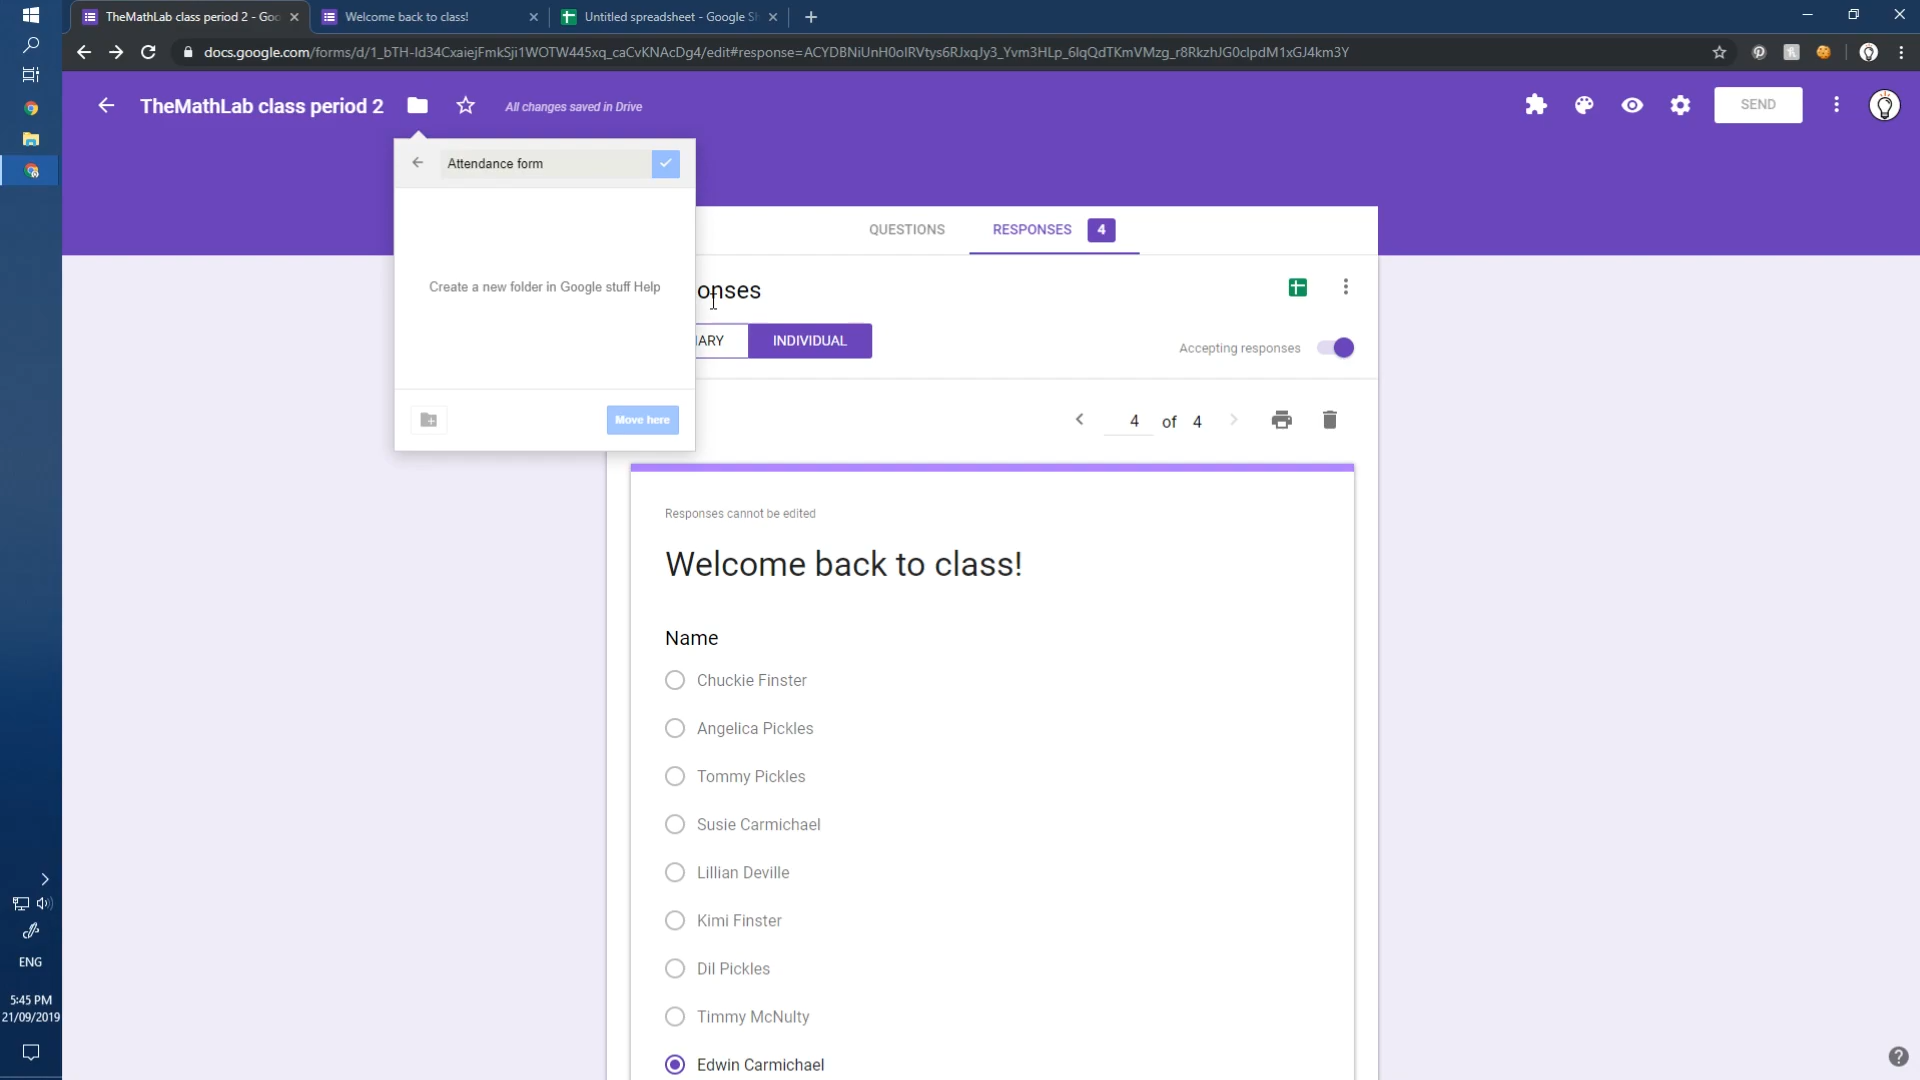 TheMathLab class period 2 - Goo
Welcome back to class!
Untitled spreadsheet - Google Sh
docs.google.com/forms/d/1_bTH-Id34CxaiejFmkSji1WOTW445xq_caCvKNAcDg4/edit#response=ACYDBNiUnH0oIRVtys6RJxqJy3_Yvm3HLp_6lqQdTKmVMzg_r8RkzhJG0clpdM1xGJ4km3Y
TheMathLab class period 2
All changes saved in Drive
SEND
Attendance form
Create a new folder in Google stuff Help
Move here
QUESTIONS
RESPONSES 4
onses
ARY
INDIVIDUAL
Accepting responses
4 of 4
Responses cannot be edited
Welcome back to class!
Name
Chuckie Finster
Angelica Pickles
Tommy Pickles
Susie Carmichael
Lillian Deville
Kimi Finster
Dil Pickles
Timmy McNulty
Edwin Carmichael
ENG
5:45 PM
21/09/2019